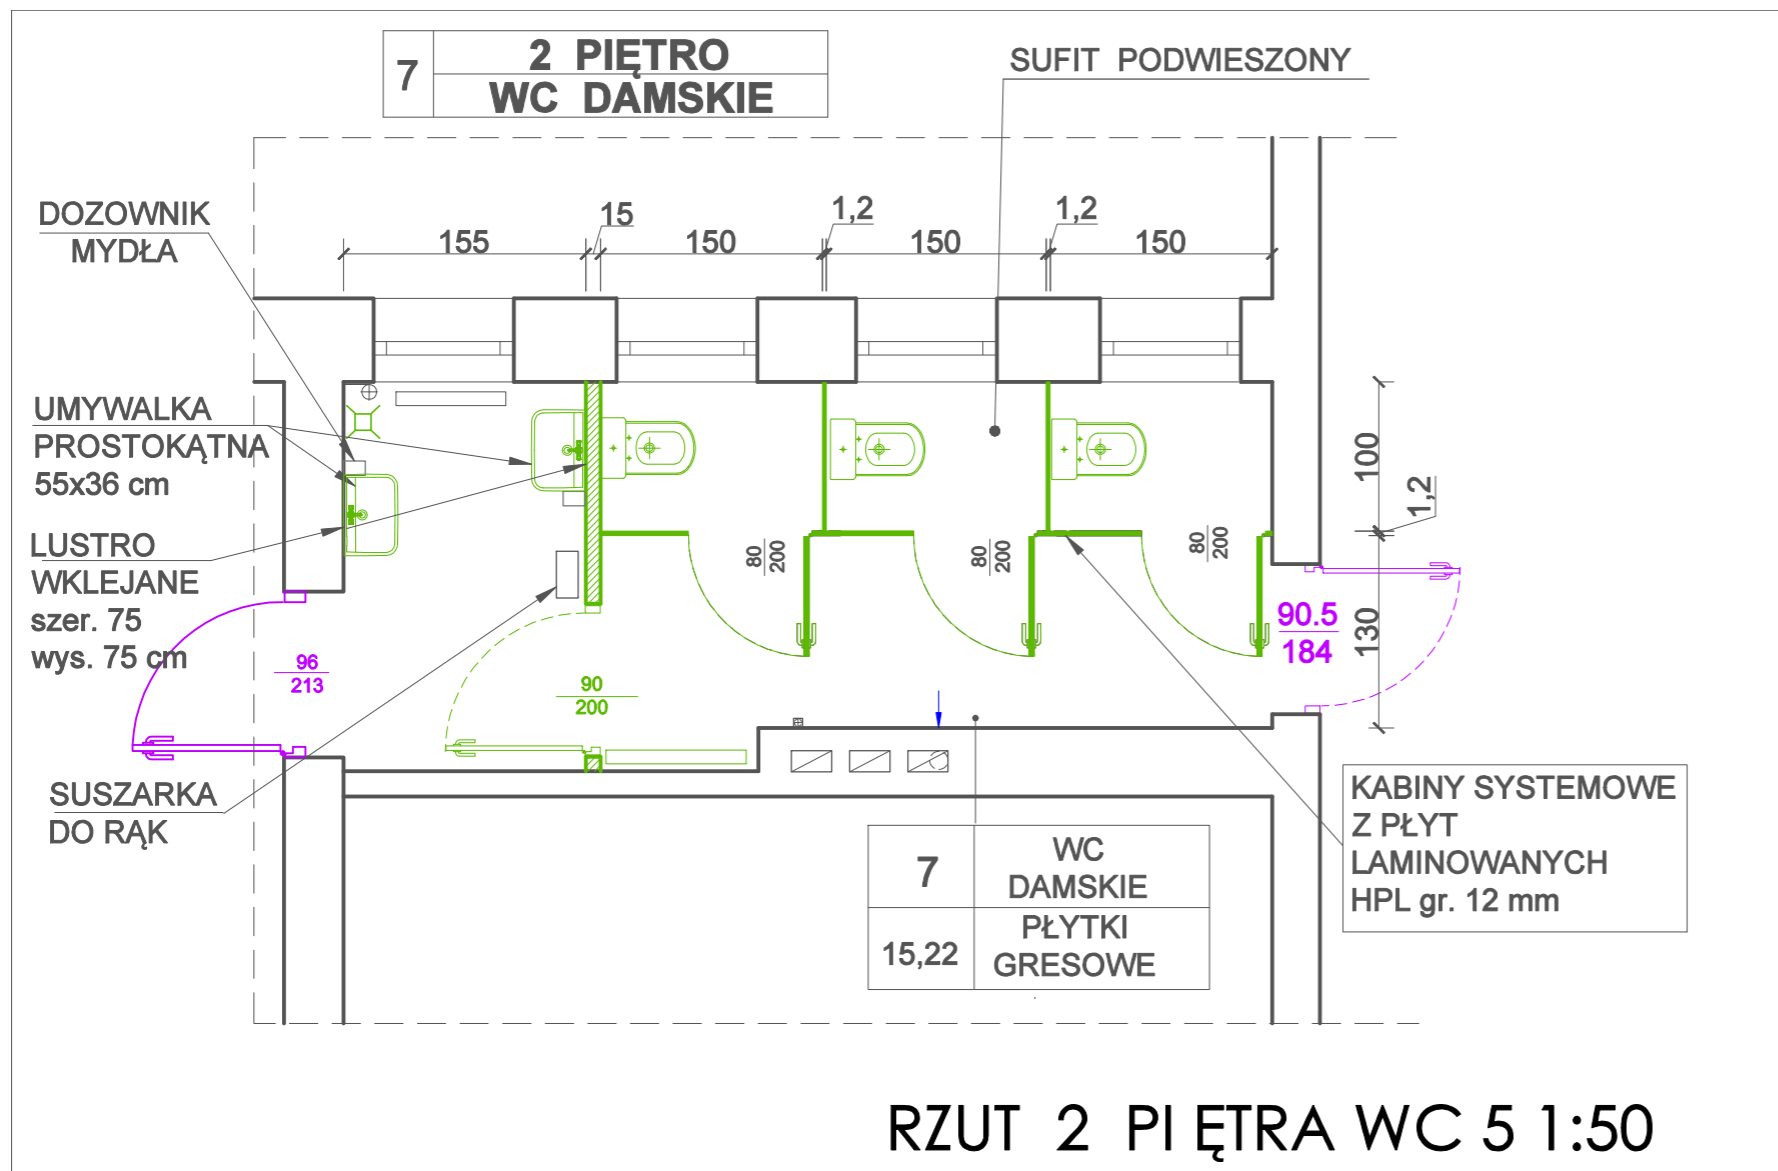 7
2 PIĘTRO
WC DAMSKIE
SUFIT PODWIESZONY
DOZOWNIK
MYDŁA
155
15
150
1,2
150
1,2
150
UMYWALKA
PROSTOKĄTNA
55x36 cm
LUSTRO
WKLEJANE
szer. 75
wys. 75 cm
100
1,2
130
80
200
80
200
80
200
96
213
90
200
90.5
184
SUSZARKA
DO RĄK
KABINY SYSTEMOWE
Z PŁYT
LAMINOWANYCH
HPL gr. 12 mm
7
WC
DAMSKIE
15,22
PŁYTKI
GRESOWE
RZUT 2 PI ĘTRA WC 5 1:50